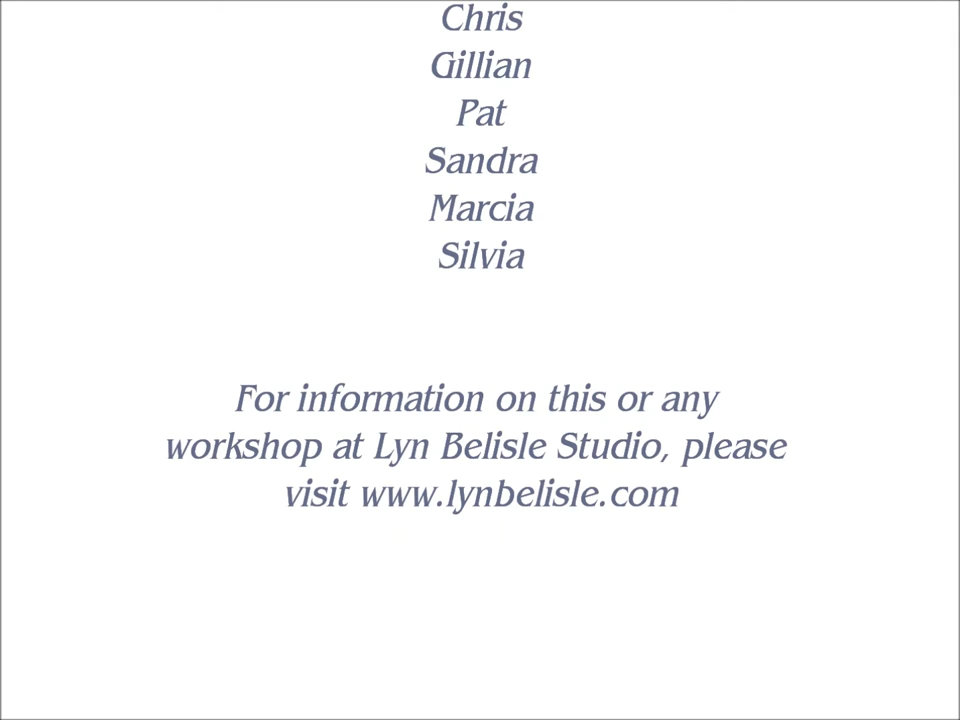 Chris
Gillian
Pat
Sandra
Marcia
Silvia
For information on this or any
workshop at Lyn Belisle Studio, please
visit www.lynbelisle.com